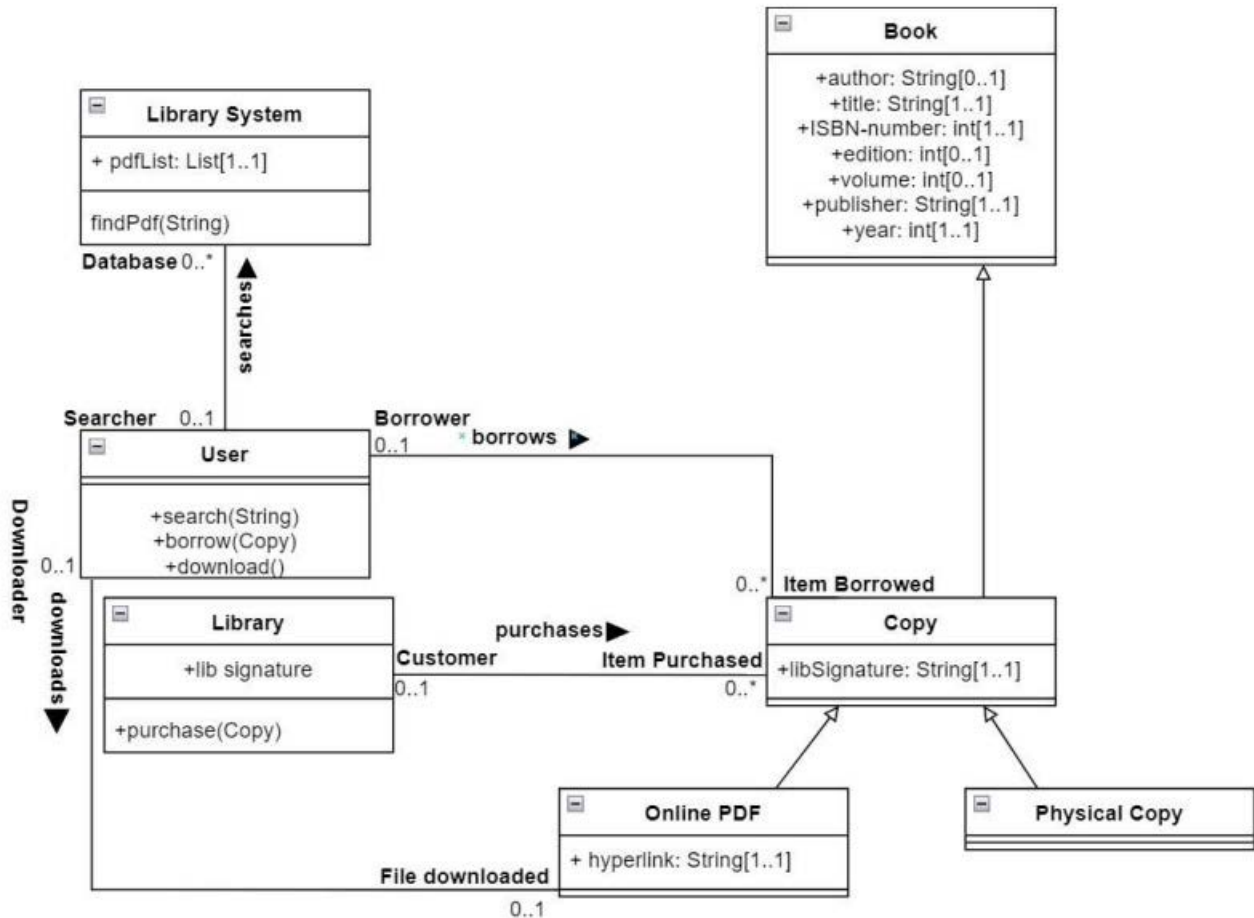 Book
+author: String[0..1]
+title: String[1..1]
+ISBN-number: int[1..1]
+edition: int[0..1]
+volume: int[0..1]
+publisher: String[1..1]
+year: int[1..1]
Library System
+ pdfList: List[1..1]
findPdf(String)
Database 0..*
searches
Searcher 0..1
User
+search(String)
+borrow(Copy)
+download()
Borrower
0..1
borrows
0..* Item Borrowed
Downloader
0..1
downloads
Library
+lib signature
+purchase(Copy)
purchases
Customer
0..1
Item Purchased
0..*
Copy
+libSignature: String[1..1]
Online PDF
+ hyperlink: String[1..1]
Physical Copy
File downloaded
0..1